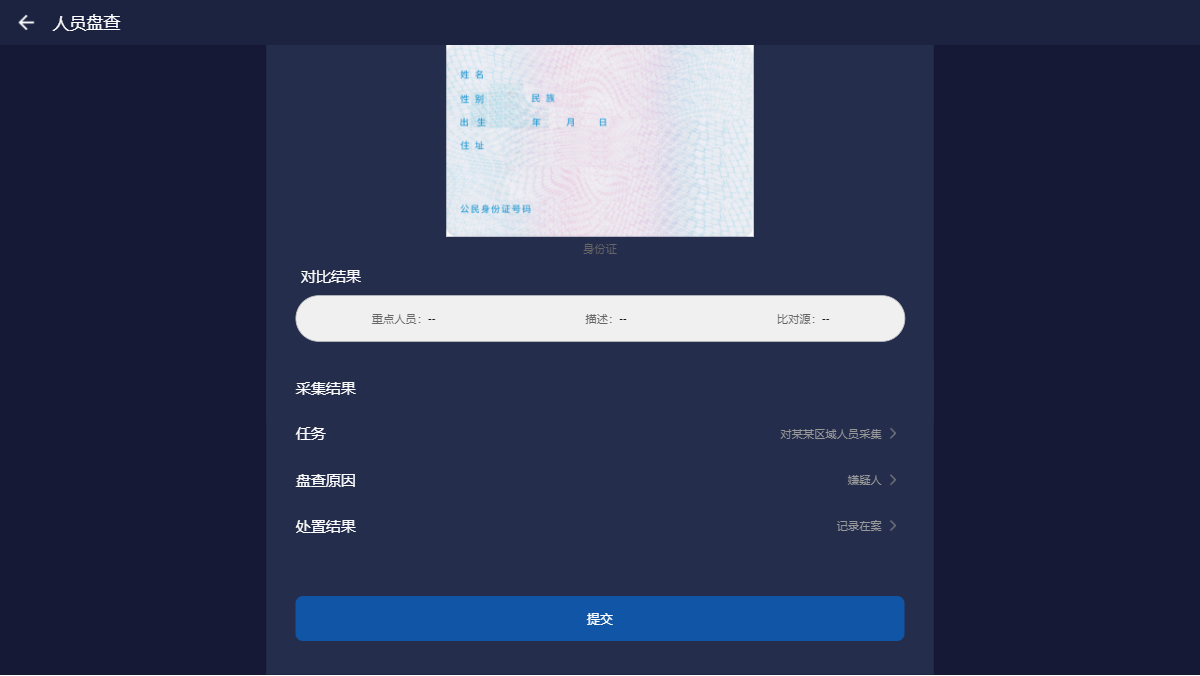 人员盘查
姓名
性别 民族
出生 年 月 日
住址
公民身份证号码
身份证
对比结果
重点人员：-- 描述：-- 比对源：--
采集结果
任务 对某某区域人员采集
盘查原因 嫌疑人
处置结果 记录在案
提交